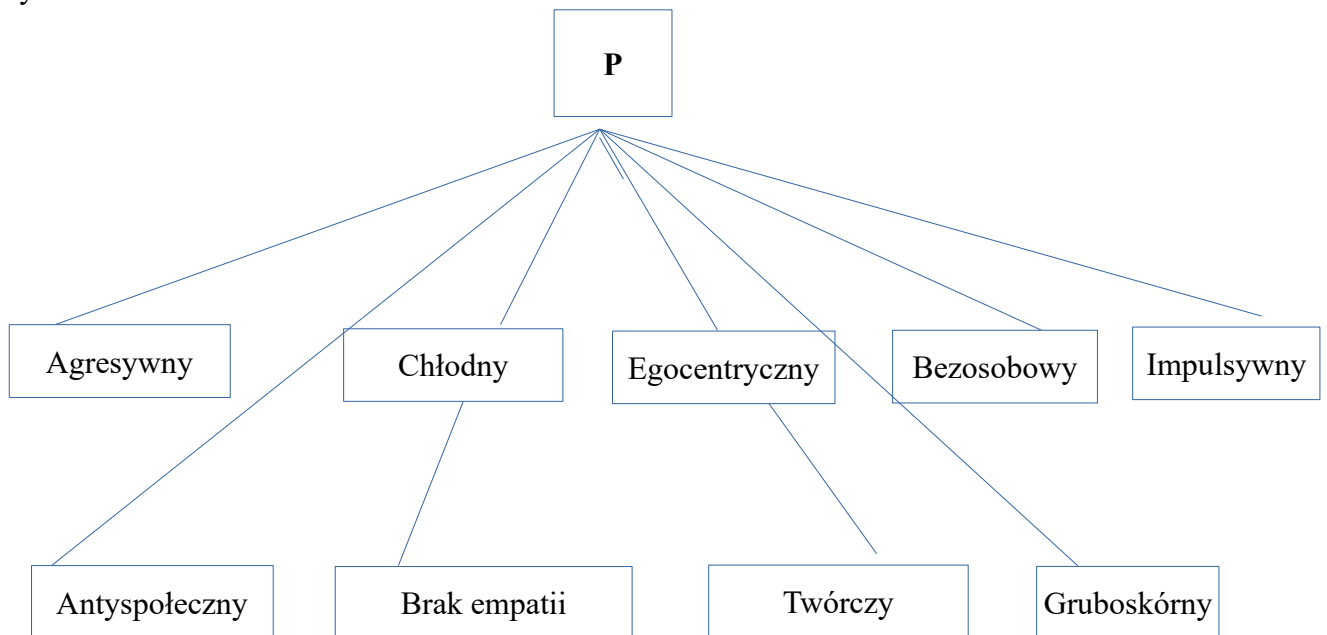 P
Agresywny
Chłodny
Egocentryczny
Bezosobowy
Impulsywny
Antyspołeczny
Brak empatii
Twórczy
Gruboskórny